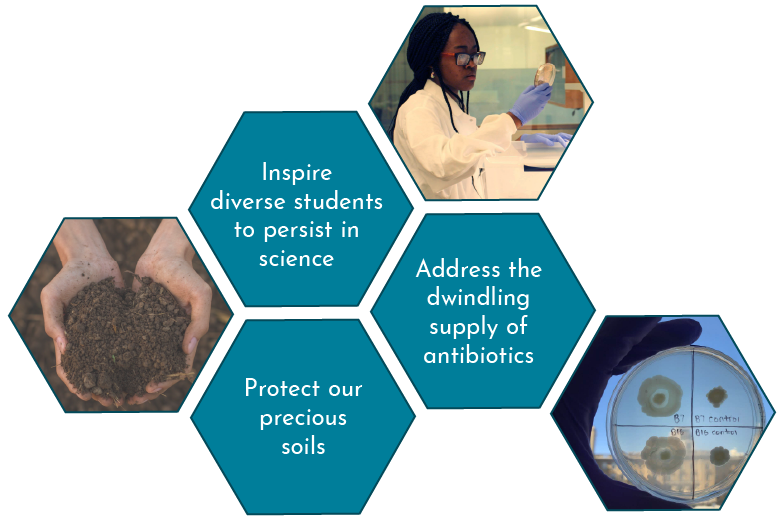 Inspire
diverse students
to persist in
science
Address the
dwindling
supply of
antibiotics
Protect our
precious
soils
B7
B7 control
B15
B15 control